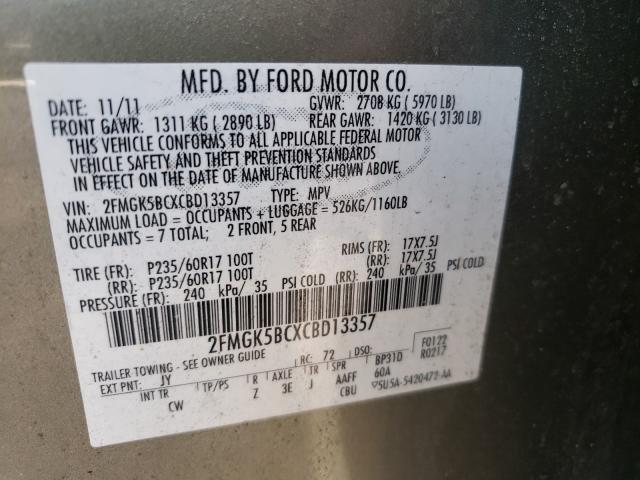 MFD. BY FORD MOTOR CO.
DATE: 11/11 GVWR: 2708 KG ( 5970 LB)
FRONT GAWR: 1311 KG ( 2890 LB) REAR GAWR: 1420 KG ( 3130 LB)
THIS VEHICLE CONFORMS TO ALL APPLICABLE FEDERAL MOTOR
VEHICLE SAFETY AND THEFT PREVENTION STANDARDS
IN EFFECT ON THE DATE OF MANUFACTURE SHOWN ABOVE.
VIN: 2FMGK5BCXCBD13357 TYPE: MPV
MAXIMUM LOAD = OCCUPANTS + LUGGAGE = 526KG/1160LB
OCCUPANTS = 7 TOTAL; 2 FRONT, 5 REAR
TIRE (FR): P235/60R17 100T RIMS (FR): 17X7.5J
(RR): P235/60R17 100T (RR): 17X7.5J
PRESSURE (FR): 240 kPa/ 35 PSI COLD (RR): 240 kPa/ 35 PSI COLD
2FMGK5BCXCBD13357
TRAILER TOWING - SEE OWNER GUIDE RC: 72 DSO: F0122
EXT PNT: JY BP31D R0217
INT TR TP/PS R AXLE TR SPR 60A
CW Z 3E J AAFF
CBU 5U5A-5420472-AA